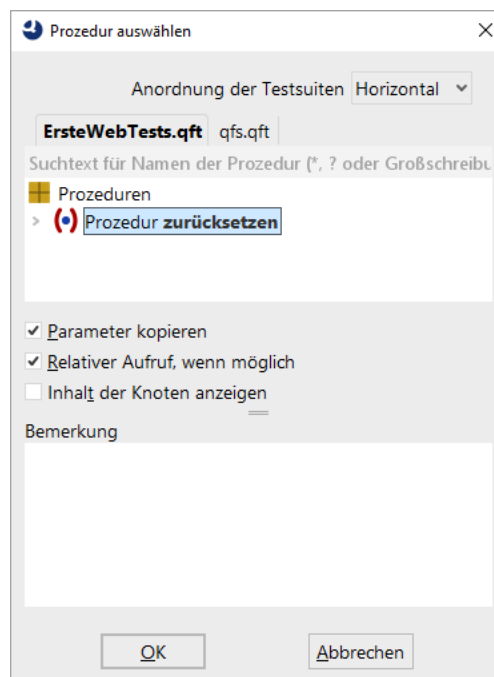 Prozedur auswählen
Anordnung der Testsuiten Horizontal
ErsteWebTests.qft qfs.qft
Suchtext für Namen der Prozedur (*, ? oder Großschreibu
Prozeduren
Prozedur zurücksetzen
Parameter kopieren
Relativer Aufruf, wenn möglich
Inhalt der Knoten anzeigen
Bemerkung
OK Abbrechen